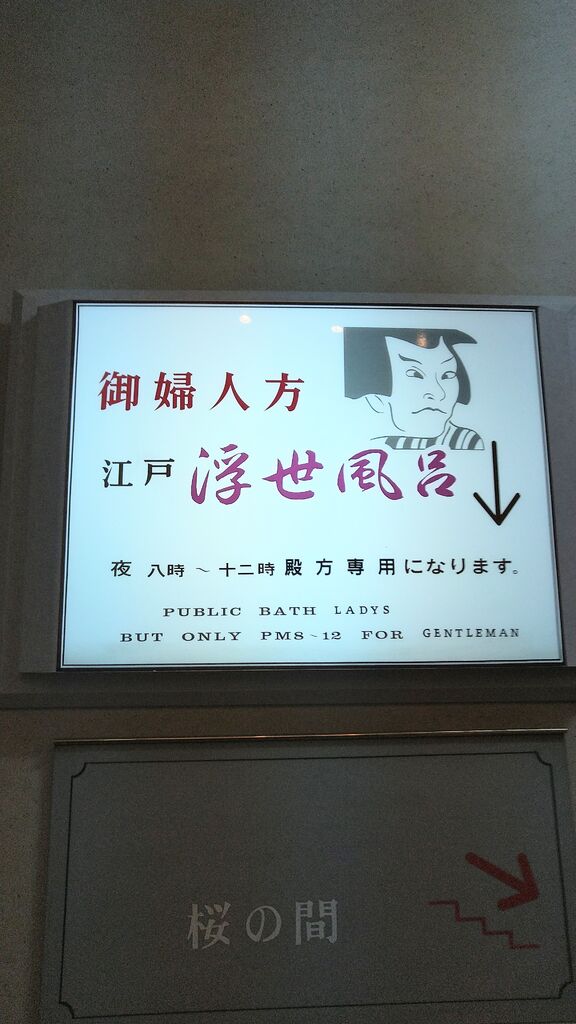 御婦人方
江戸 浮世風呂
夜 八時〜十二時 殿方専用になります。
PUBLIC BATH LADYS
BUT ONLY PM8~12 FOR GENTLEMAN
桜の間